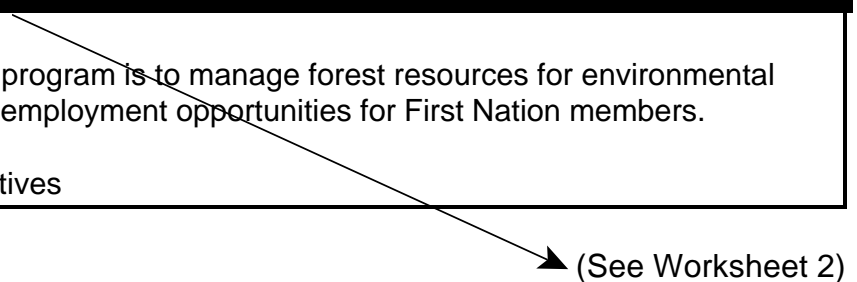 program is to manage forest resources for environmental
employment opportunities for First Nation members.
tives
(See Worksheet 2)